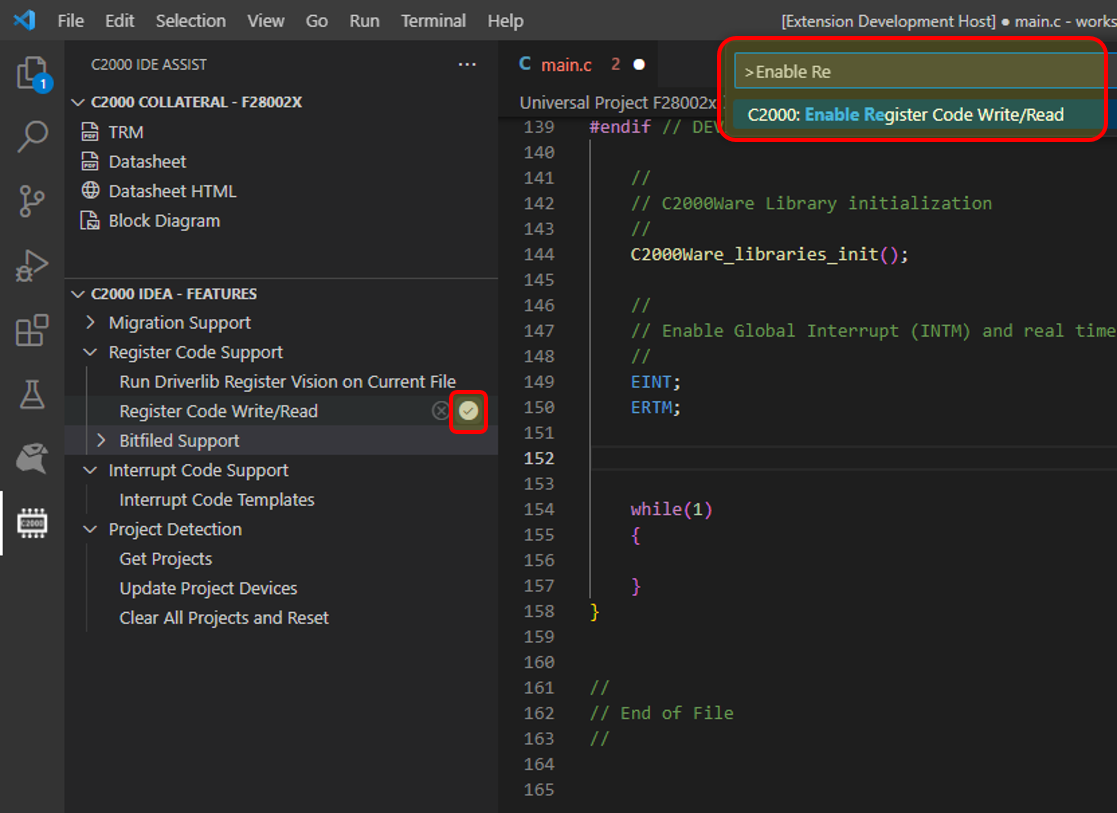 File Edit Selection View Go Run Terminal Help [Extension Development Host] ● main.c - works
C2000 IDE ASSIST ...
C2000 COLLATERAL - F28002X
TRM
Datasheet
Datasheet HTML
Block Diagram
C2000 IDEA - FEATURES
Migration Support
Register Code Support
Run Driverlib Register Vision on Current File
Register Code Write/Read
Bitfiled Support
Interrupt Code Support
Interrupt Code Templates
Project Detection
Get Projects
Update Project Devices
Clear All Projects and Reset
1
C2000
C main.c 2 ●
>Enable Re
C2000: Enable Register Code Write/Read
Universal Project F28002x
139 #endif // DEV
140
141 //
142 // C2000Ware Library initialization
143 //
144 C2000Ware_libraries_init();
145
146 //
147 // Enable Global Interrupt (INTM) and real time
148 //
149 EINT;
150 ERTM;
151
152
153
154 while(1)
155 {
156
157 }
158 }
159
160
161 //
162 // End of File
163 //
164
165